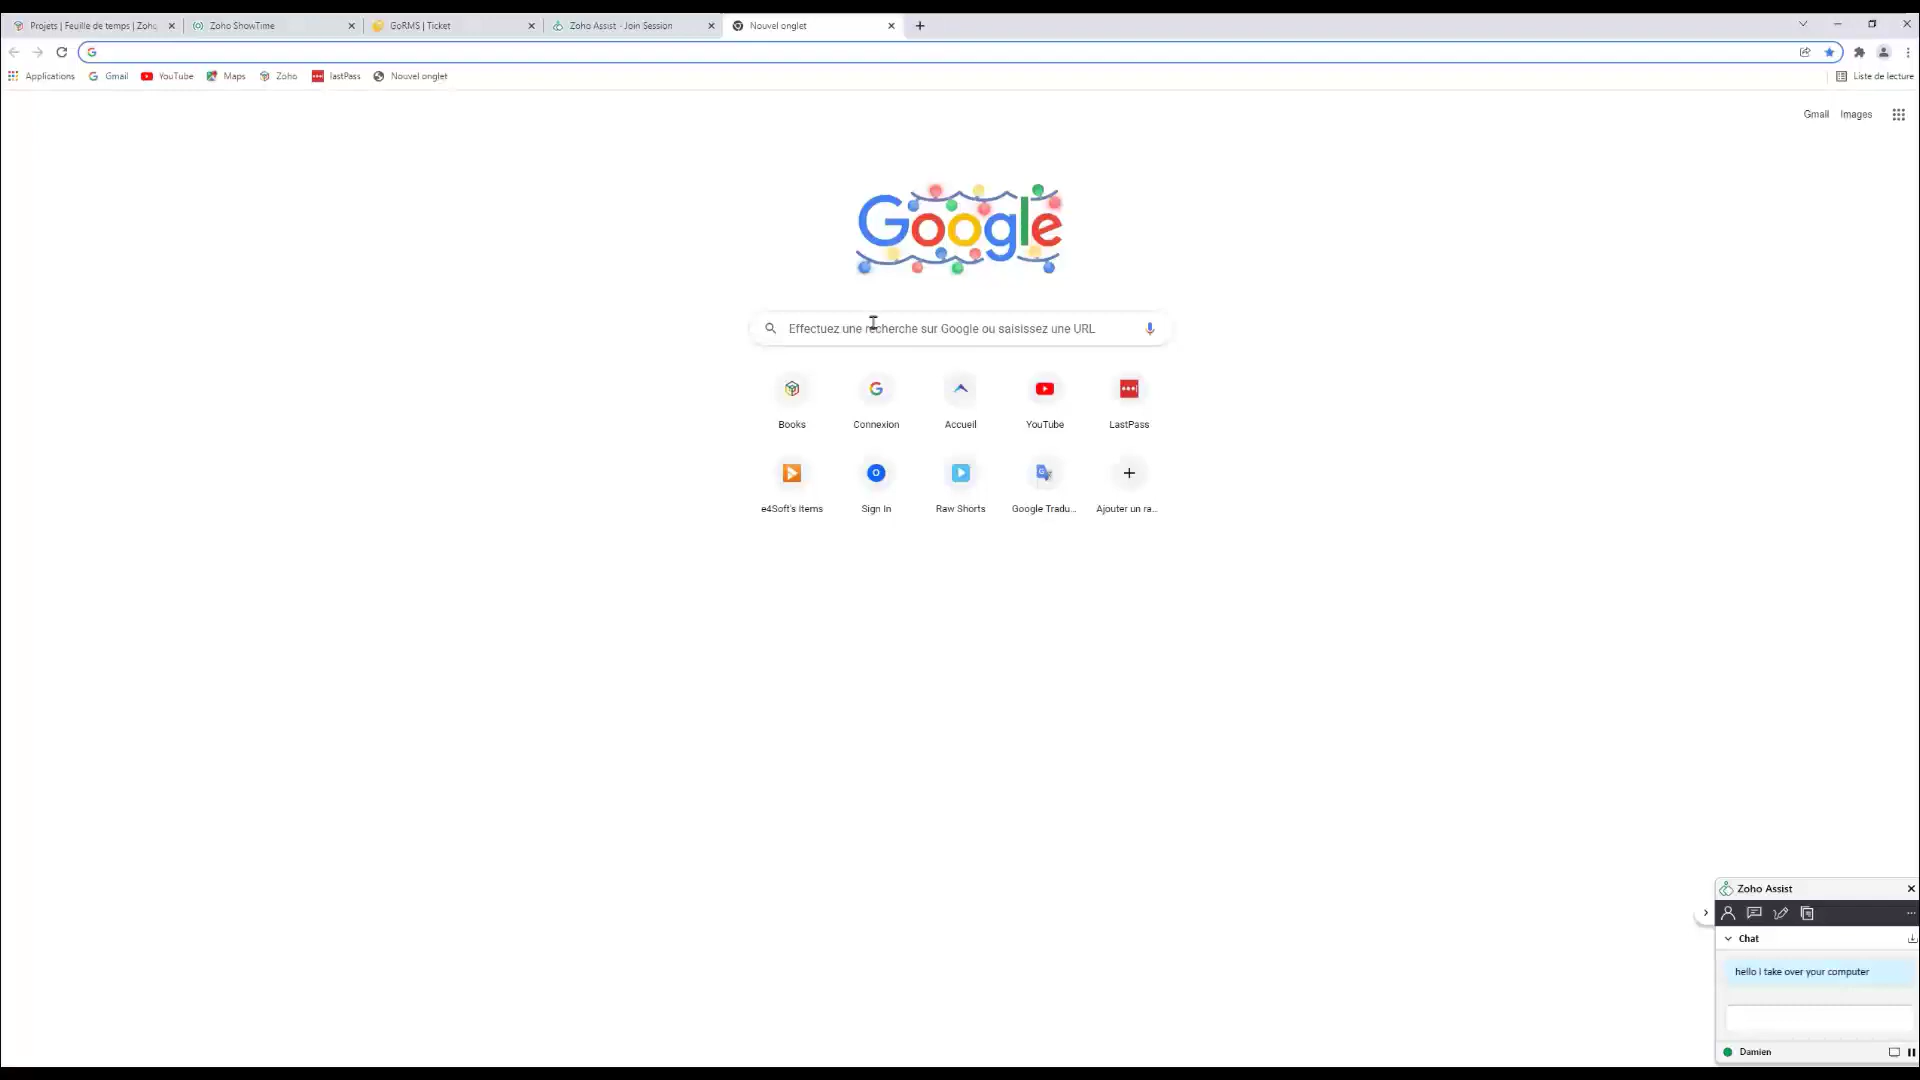 Projets | Feuille de temps | Zoho
Zoho ShowTime
GoRMS | Ticket
Zoho Assist - Join Session
Nouvel onglet
Applications
Gmail
YouTube
Maps
Zoho
lastPass
Nouvel onglet
Liste de lecture
Gmail
Images
Google
Effectuez une recherche sur Google ou saisissez une URL
Books
Connexion
Accueil
YouTube
LastPass
e4Soft's Items
Sign In
Raw Shorts
Google Tradu...
Ajouter un ra...
Zoho Assist
Chat
hello i take over your computer
Damien